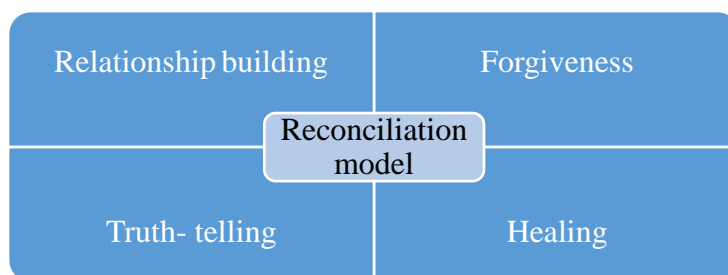 Relationship building
Forgiveness
Reconciliation
model
Truth- telling
Healing